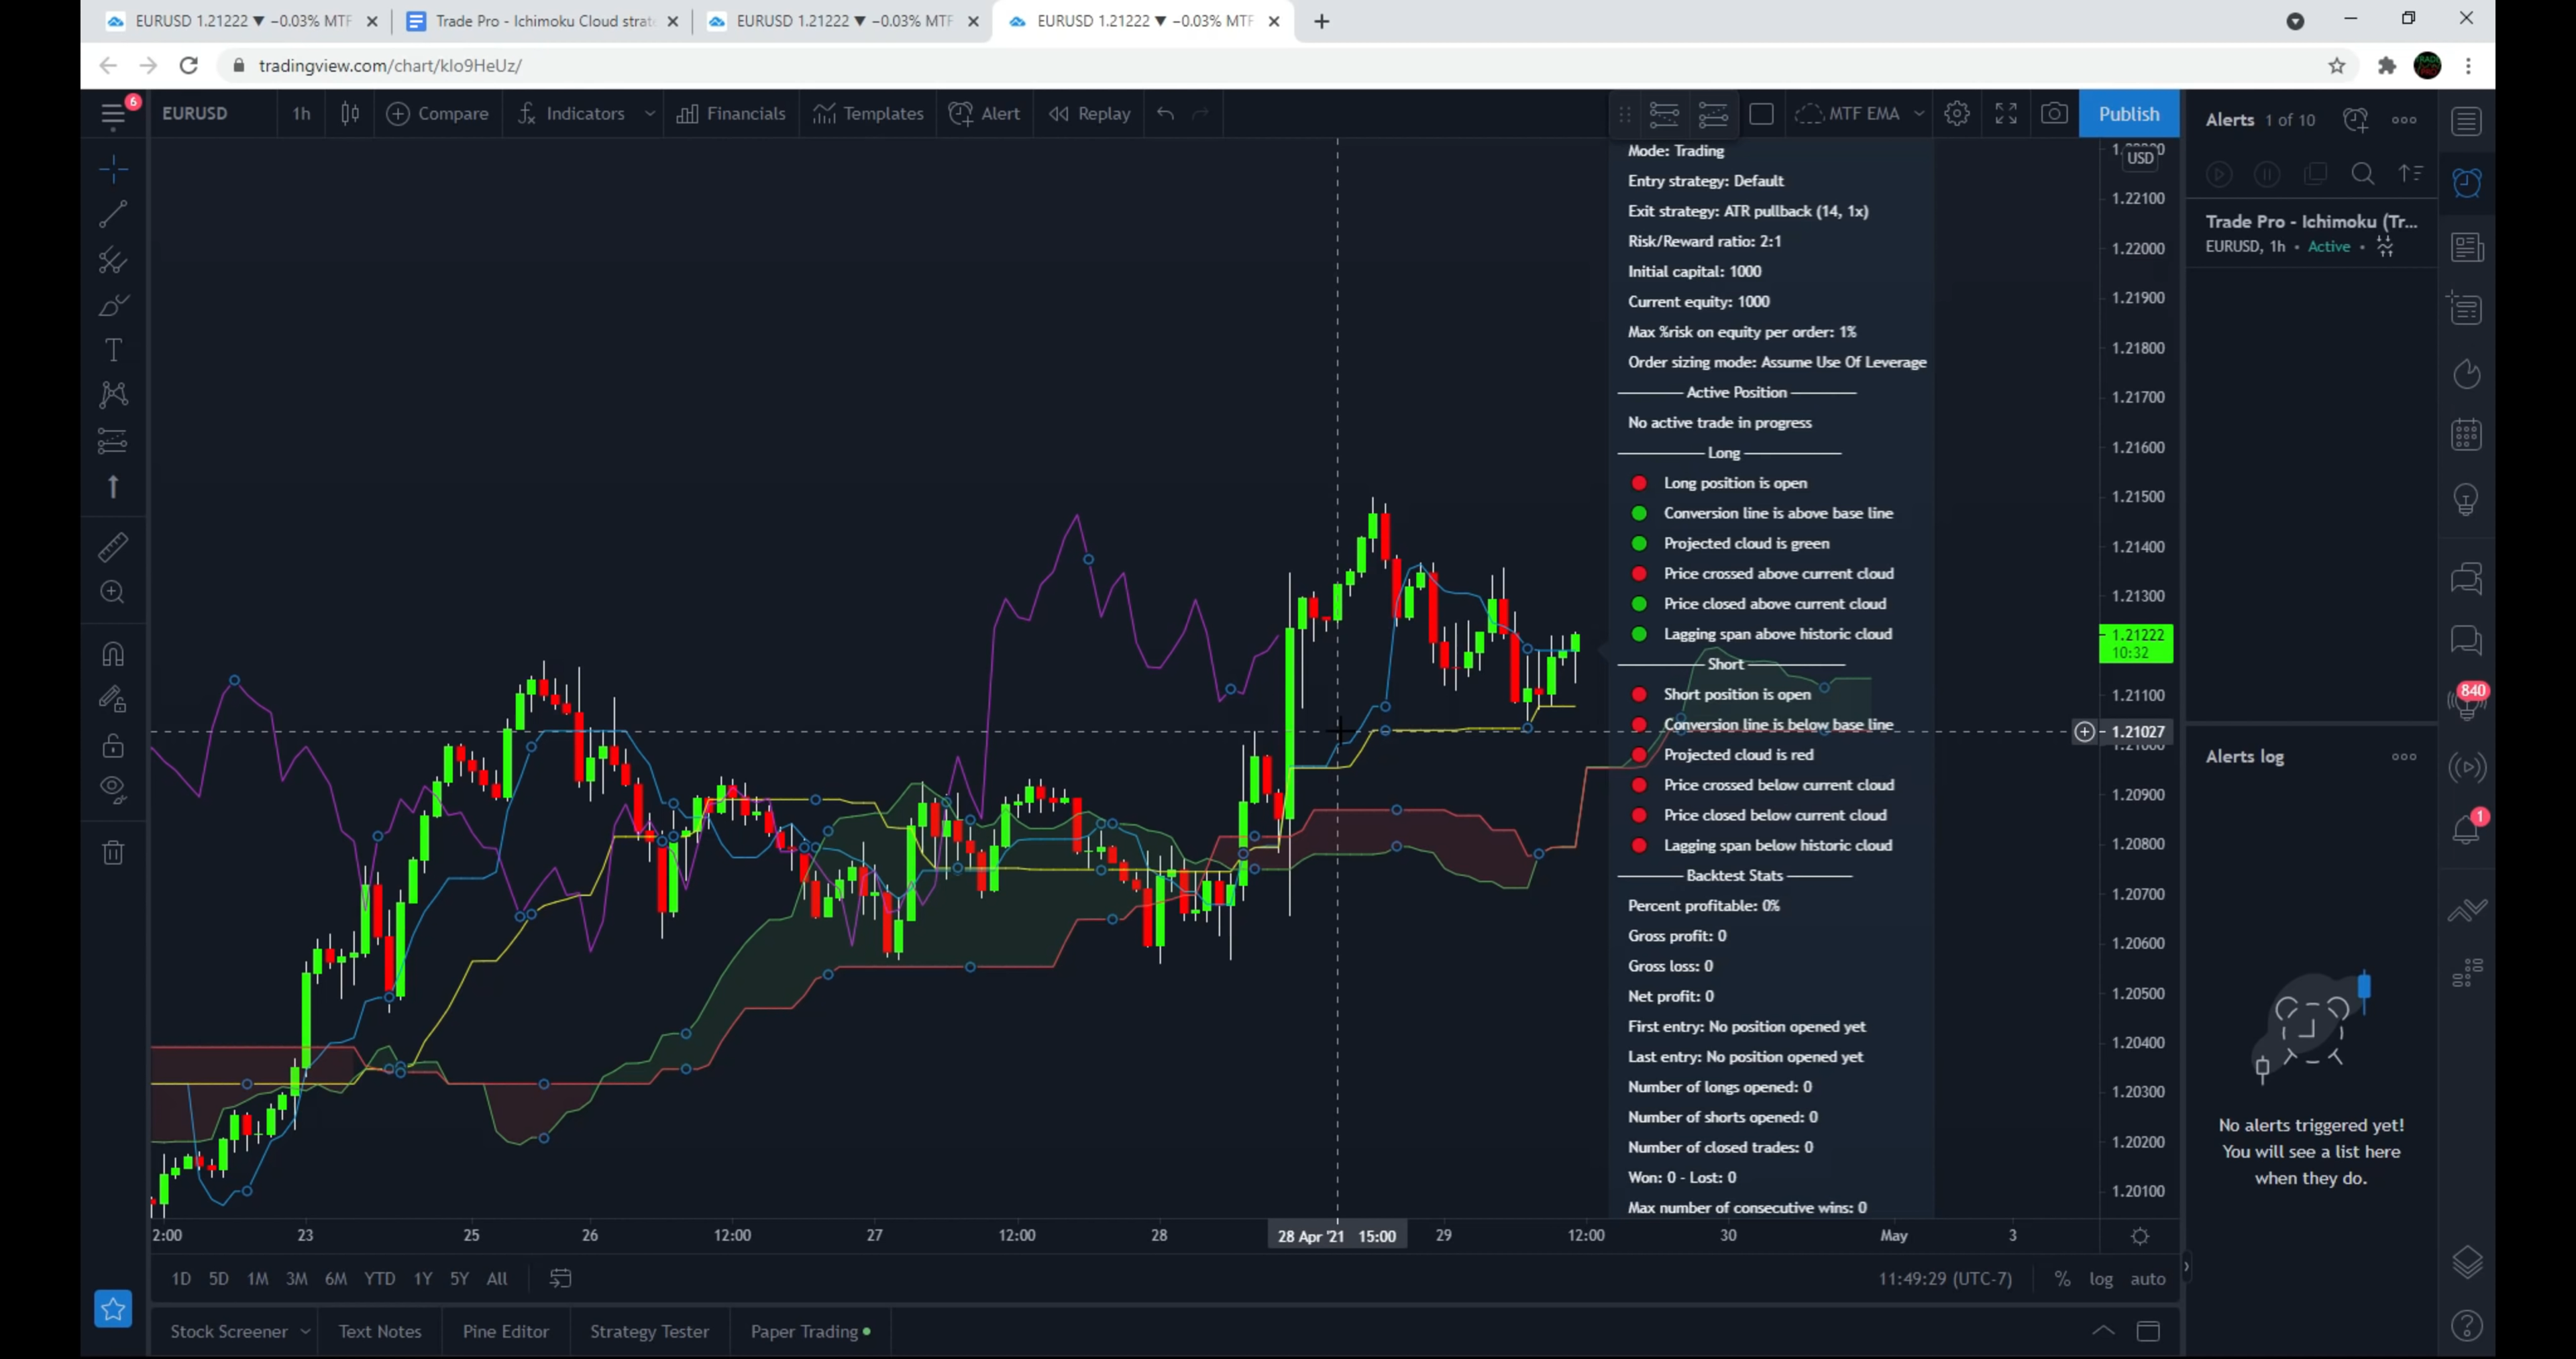 EURUSD 1.21222 ▼ −0.03% MTF
Trade Pro - Ichimoku Cloud strat
EURUSD 1.21222 ▼ −0.03% MTF
EURUSD 1.21222 ▼ −0.03% MTF
tradingview.com/chart/klo9HeUz/
6
EURUSD
1h
Compare
Indicators
Financials
Templates
Alert
Replay
MTF EMA
Publish
Alerts 1 of 10
Trade Pro - Ichimoku (Tr...
EURUSD, 1h • Active •
Mode: Trading
Entry strategy: Default
Exit strategy: ATR pullback (14, 1x)
Risk/Reward ratio: 2:1
Initial capital: 1000
Current equity: 1000
Max %risk on equity per order: 1%
Order sizing mode: Assume Use Of Leverage
Active Position
No active trade in progress
Long
Long position is open
Conversion line is above base line
Projected cloud is green
Price crossed above current cloud
Price closed above current cloud
Lagging span above historic cloud
Short
Short position is open
Conversion line is below base line
Projected cloud is red
Price crossed below current cloud
Price closed below current cloud
Lagging span below historic cloud
Backtest Stats
Percent profitable: 0%
Gross profit: 0
Gross loss: 0
Net profit: 0
First entry: No position opened yet
Last entry: No position opened yet
Number of longs opened: 0
Number of shorts opened: 0
Number of closed trades: 0
Won: 0 - Lost: 0
Max number of consecutive wins: 0
USD
1.22100
1.22000
1.21900
1.21800
1.21700
1.21600
1.21500
1.21400
1.21300
1.21222
10:32
1.21100
1.21027
1.20900
1.20800
1.20700
1.20600
1.20500
1.20400
1.20300
1.20200
1.20100
840
1
Alerts log
No alerts triggered yet!
You will see a list here
when they do.
2:00
23
25
26
12:00
27
12:00
28
28 Apr '21 15:00
29
12:00
30
May
3
1D 5D 1M 3M 6M YTD 1Y 5Y All
11:49:29 (UTC-7)
% log auto
Stock Screener
Text Notes
Pine Editor
Strategy Tester
Paper Trading